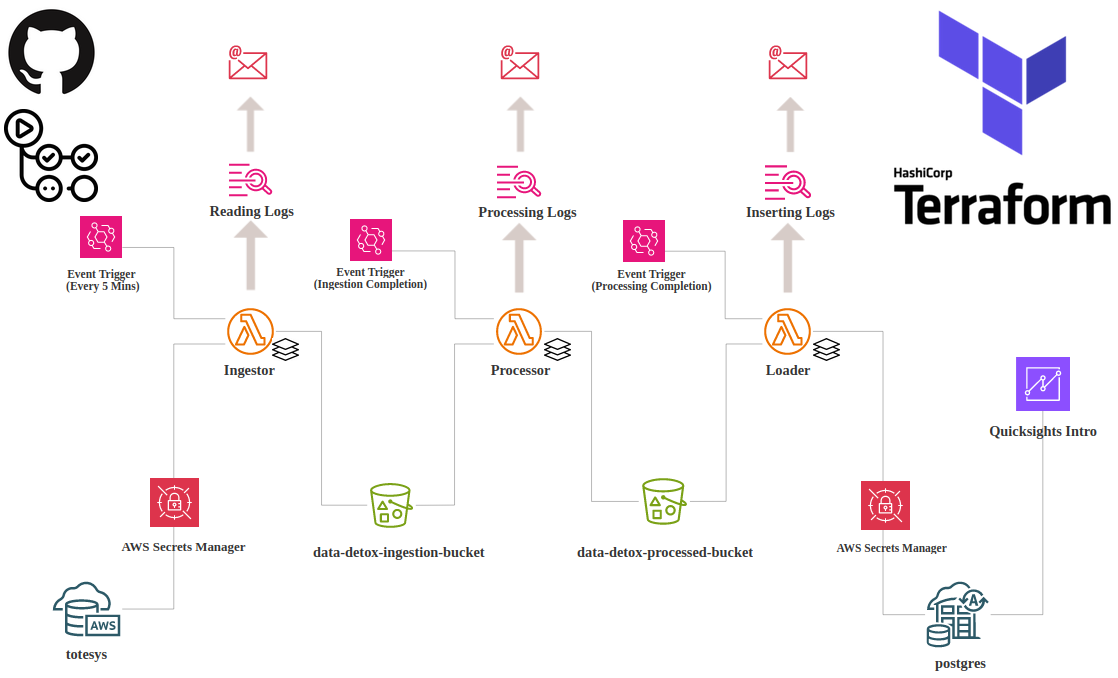 @
@
@
HashiCorp
Terraform
Reading Logs
Processing Logs
Inserting Logs
Event Trigger
(Every 5 Mins)
Event Trigger
(Ingestion Completion)
Event Trigger
(Processing Completion)
Ingestor
Processor
Loader
Quicksights Intro
AWS Secrets Manager
data-detox-ingestion-bucket
data-detox-processed-bucket
AWS Secrets Manager
AWS
A
totesys
postgres